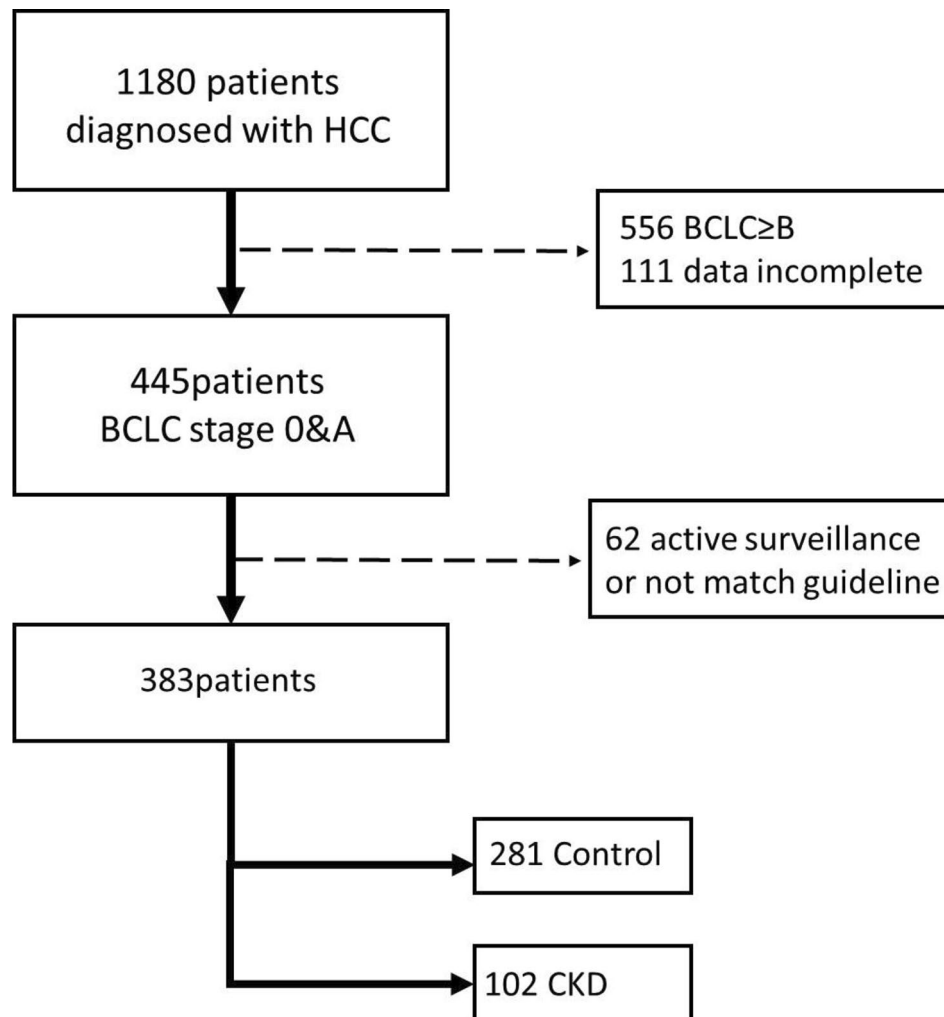 1180 patients
diagnosed with HCC
556 BCLC≥B
111 data incomplete
445patients
BCLC stage 0&A
62 active surveillance
or not match guideline
383patients
281 Control
102 CKD